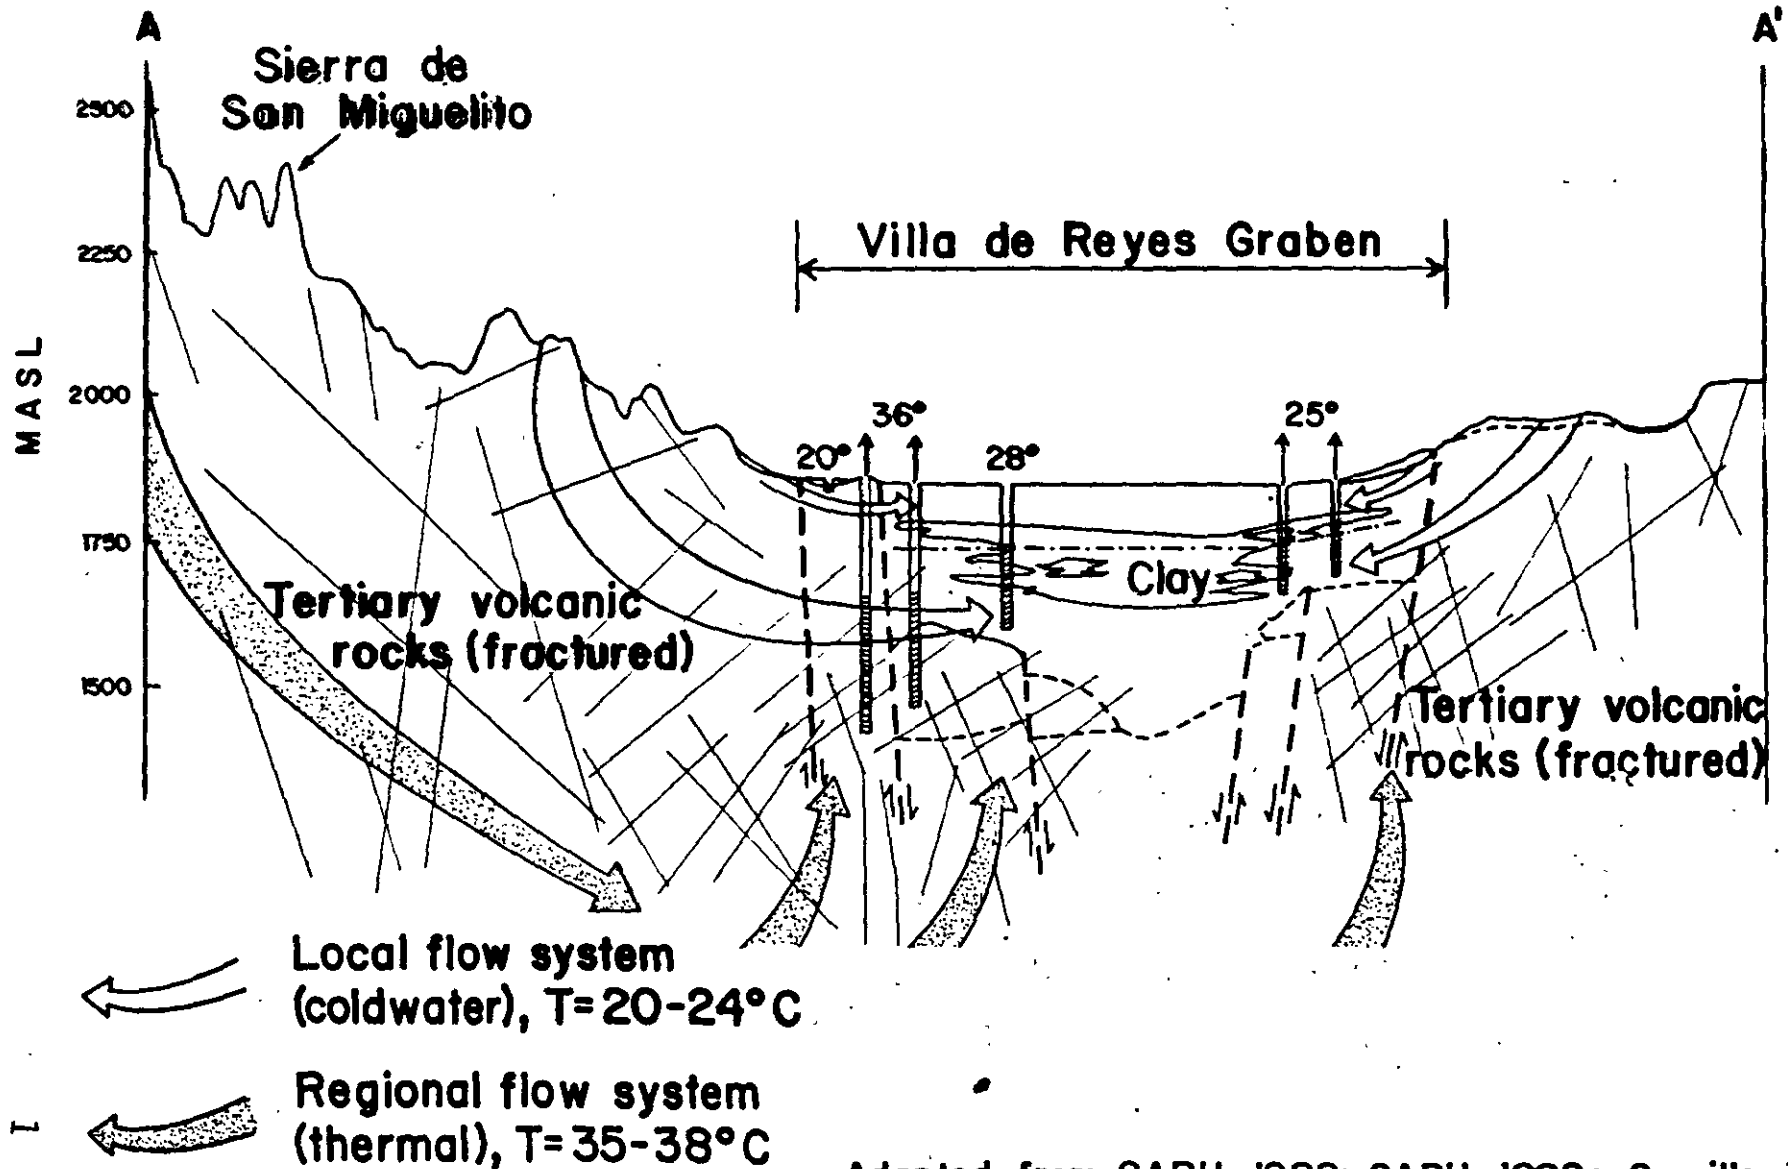 A
A'
Sierra de
San Miguelito
2500
2250
2000
1750
1500
MASL
Villa de Reyes Graben
20°
36°
28°
25°
Clay
Tertiary volcanic
rocks (fractured)
Tertiary volcanic
rocks (fractured)
Local flow system
(coldwater), T=20-24°C
Regional flow system
(thermal), T=35-38°C